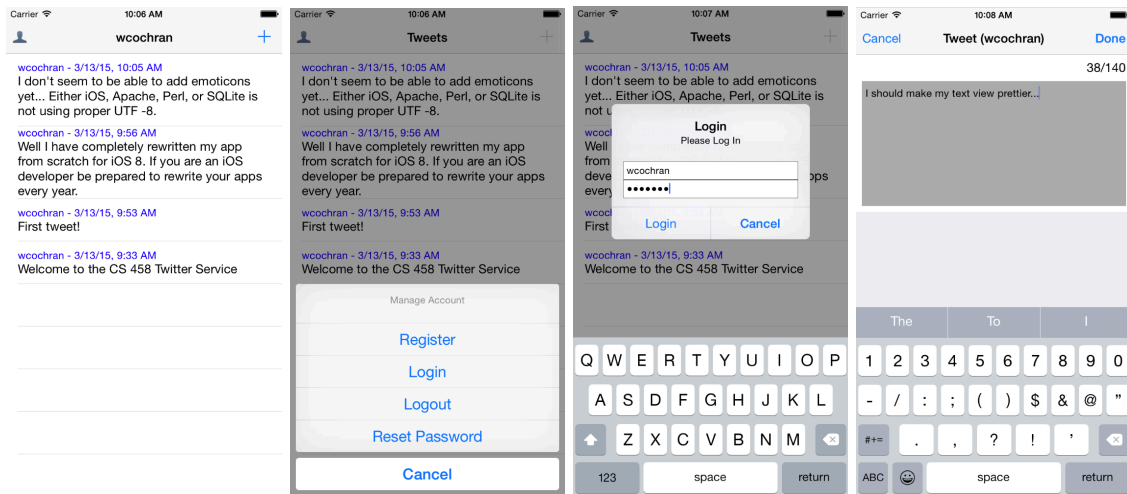 Carrier 10:06 AM
wcochran +
wcochran - 3/13/15, 10:05 AM
I don't seem to be able to add emoticons
yet... Either iOS, Apache, Perl, or SQLite is
not using proper UTF -8.
wcochran - 3/13/15, 9:56 AM
Well I have completely rewritten my app
from scratch for iOS 8. If you are an iOS
developer be prepared to rewrite your apps
every year.
wcochran - 3/13/15, 9:53 AM
First tweet!
wcochran - 3/13/15, 9:33 AM
Welcome to the CS 458 Twitter Service
Carrier 10:06 AM
Tweets +
wcochran - 3/13/15, 10:05 AM
I don't seem to be able to add emoticons
yet... Either iOS, Apache, Perl, or SQLite is
not using proper UTF -8.
wcochran - 3/13/15, 9:56 AM
Well I have completely rewritten my app
from scratch for iOS 8. If you are an iOS
developer be prepared to rewrite your apps
every year.
wcochran - 3/13/15, 9:53 AM
First tweet!
wcochran - 3/13/15, 9:33 AM
Welcome to the CS 458 Twitter Service
Manage Account
Register
Login
Logout
Reset Password
Cancel
Carrier 10:07 AM
Tweets +
wcochran - 3/13/15, 10:05 AM
I don't seem to be able to add emoticons
yet... Either iOS, Apache, Perl, or SQLite is
not u
wcoch
Well
from
deve ops
every
wcoch
First
wcochran - 3/13/15, 9:33 AM
Welcome to the CS 458 Twitter Service
Login
Please Log In
wcochran
•••••••
Login Cancel
Q W E R T Y U I O P
A S D F G H J K L
Z X C V B N M
123 space return
Carrier 10:08 AM
Cancel Tweet (wcochran) Done
38/140
I should make my text view prettier...
The To I
1 2 3 4 5 6 7 8 9 0
- / : ; ( ) $ & @ "
#+= . , ? ! '
ABC space return